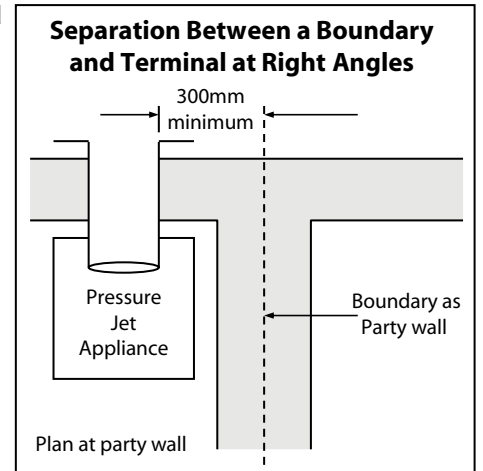 Separation Between a Boundary
and Terminal at Right Angles
300mm
minimum
Pressure
Jet
Appliance
Boundary as
Party wall
Plan at party wall